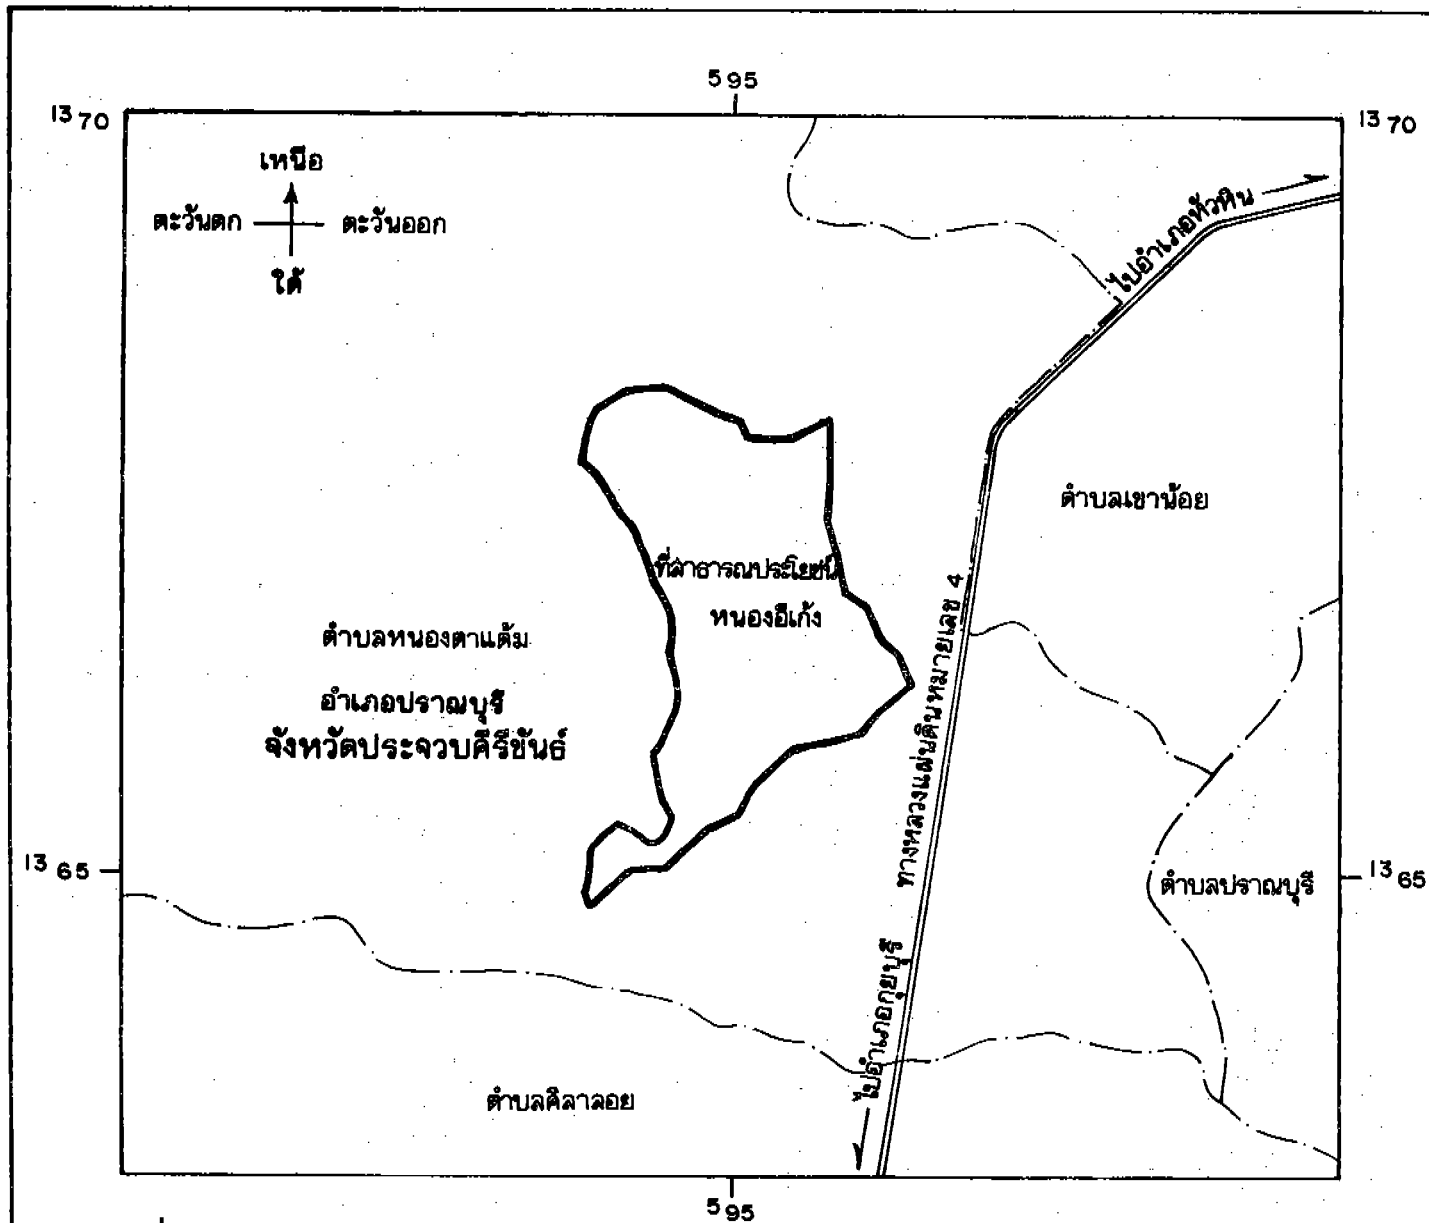 595
1370
1370
เหนือ
ตะวันตก
ตะวันออก
ใต้
ไปอำเภอหัวหิน
ตำบลเขาน้อย
ที่สาธารณประโยชน์
หนองอีเก้ง
ทางหลวงแผ่นดินหมายเลข 4
ตำบลหนองตาแต้ม
อำเภอปราณบุรี
จังหวัดประจวบคีรีขันธ์
1365
1365
ตำบลปราณบุรี
ไปอำเภอกุยบุรี
ตำบลศิลาลอย
595